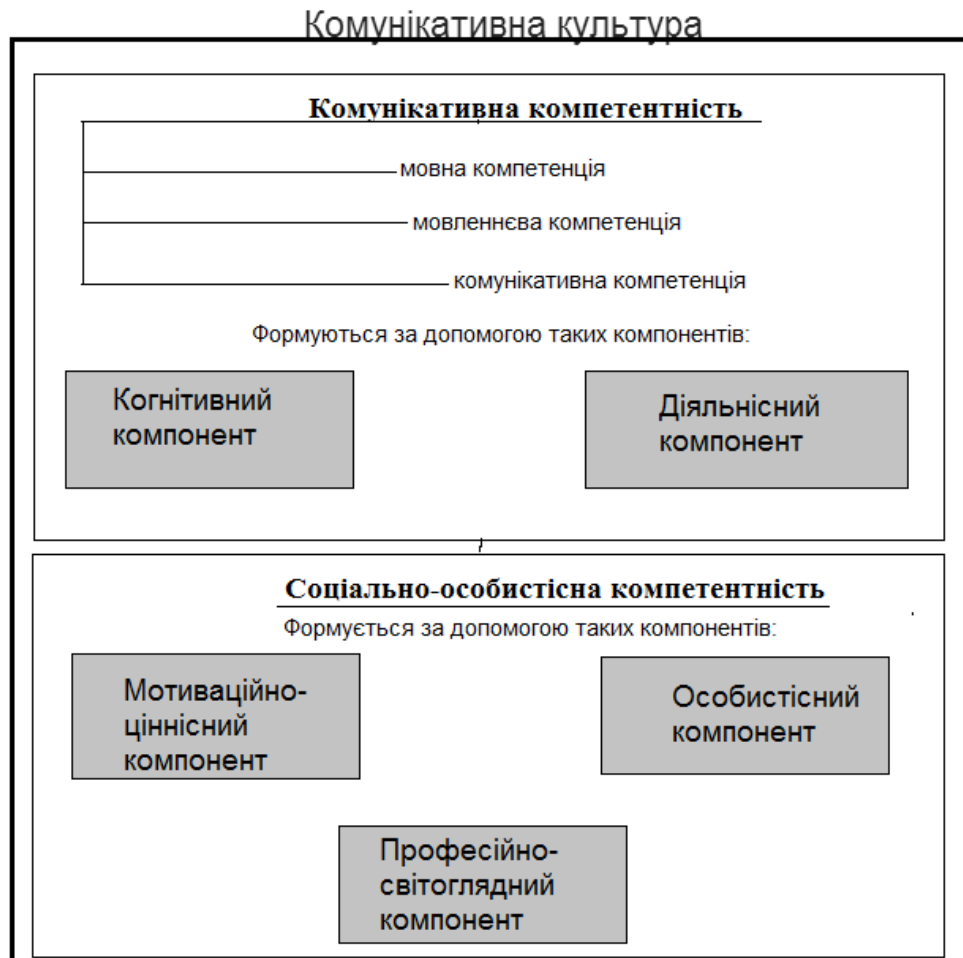 Комунікативна культура
Комунікативна компетентність
мовна компетенція
мовленнєва компетенція
комунікативна компетенція
Формуються за допомогою таких компонентів:
Когнітивний
компонент
Діяльнісний
компонент
Соціально-особистісна компетентність
Формується за допомогою таких компонентів:
Мотиваційно-
ціннісний
компонент
Особистісний
компонент
Професійно-
світоглядний
компонент